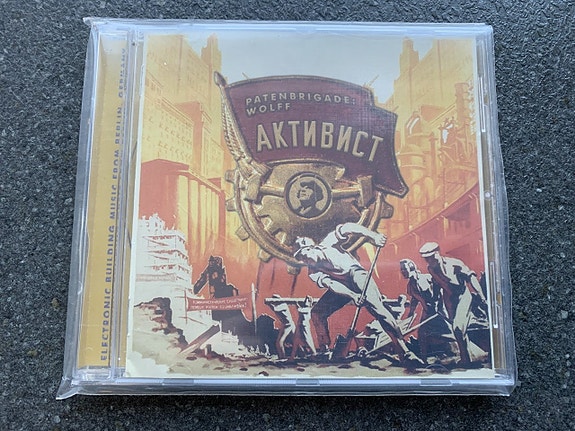 PATENBRIGADE:
WOLFF
АКТИВИСТ
ELECTRONIC BUILDING MUSIC FROM BERLIN, GERMANY